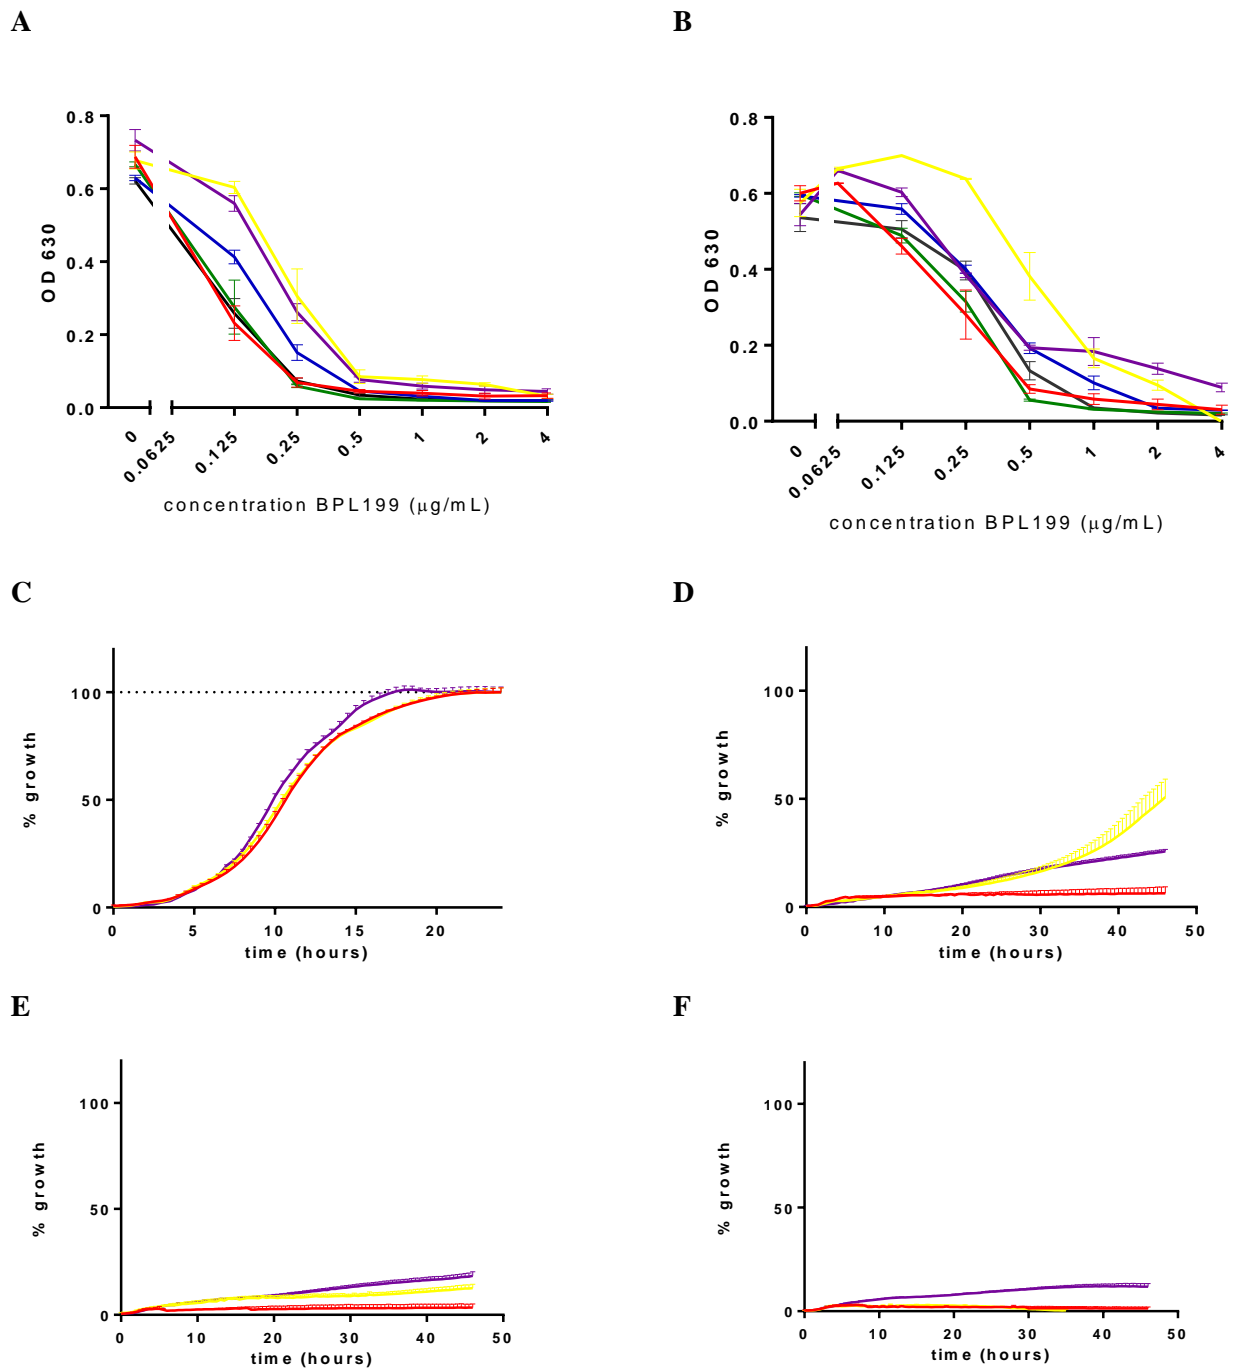 A
B
0.8
0.6
0.4
0.2
0.0
OD 630
0
0.0625
0.125
0.25
0.5
1
2
4
concentration BPL199 (μg/mL)
0.8
0.6
0.4
0.2
0.0
OD 630
0
0.0625
0.125
0.25
0.5
1
2
4
concentration BPL199 (μg/mL)
C
D
100
50
0
% growth
0 5 10 15 20
time (hours)
100
50
0
% growth
0 10 20 30 40 50
time (hours)
E
F
100
50
0
% growth
0 10 20 30 40 50
time (hours)
100
50
0
% growth
0 10 20 30 40 50
time (hours)